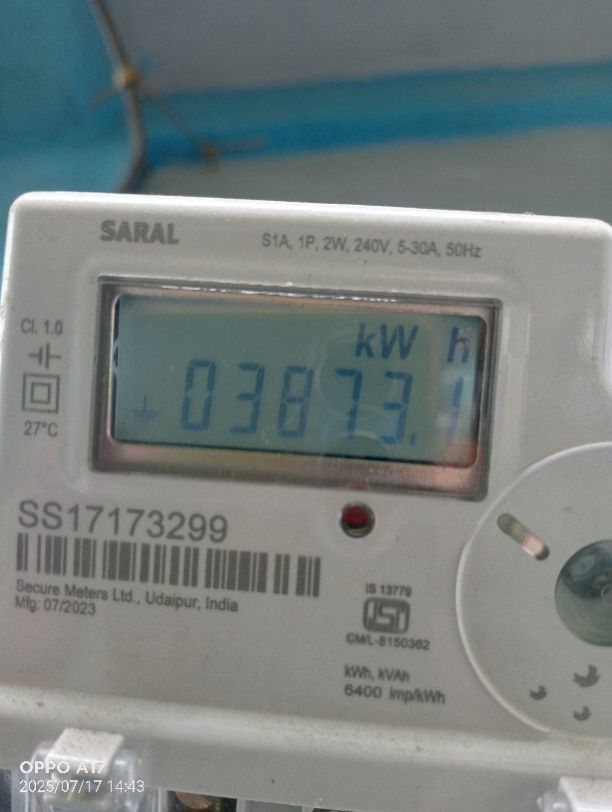 SARAL
S1A, 1P, 2W, 240V, 5-30A, 50Hz
Cl. 1.0
kW h
03873.1
27°C
SS17173299
Secure Meters Ltd., Udaipur, India
Mfg: 07/2023
IS 13779
ISI
CM/L-8150362
kWh, kVAh
6400 imp/kWh
OPPO A17
2025/07/17 14:43